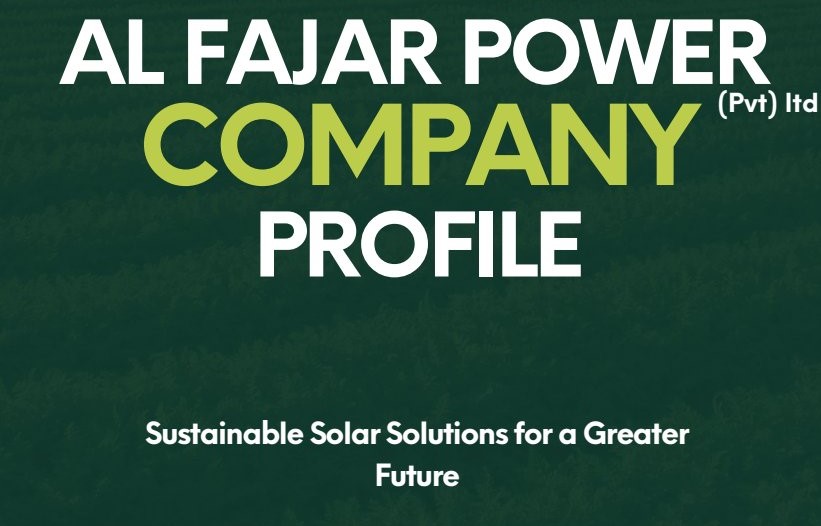 AL FAJAR POWER
(Pvt) ltd
COMPANY
PROFILE
Sustainable Solar Solutions for a Greater
Future